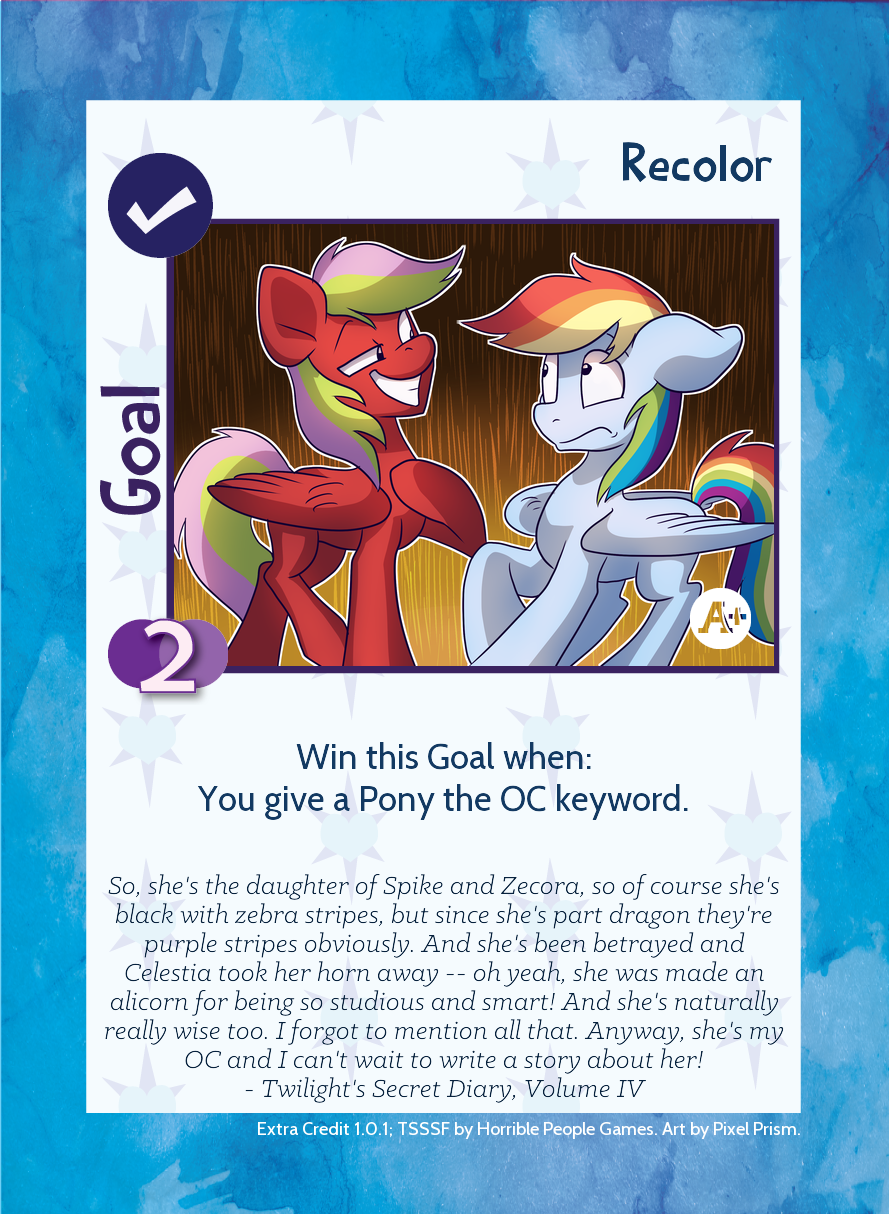 Recolor
Goal
A+
2
Win this Goal when:
You give a Pony the OC keyword.
So, she's the daughter of Spike and Zecora, so of course she's
black with zebra stripes, but since she's part dragon they're
purple stripes obviously. And she's been betrayed and
Celestia took her horn away -- oh yeah, she was made an
alicorn for being so studious and smart! And she's naturally
really wise too. I forgot to mention all that. Anyway, she's my
OC and I can't wait to write a story about her!
- Twilight's Secret Diary, Volume IV
Extra Credit 1.0.1; TSSSF by Horrible People Games. Art by Pixel Prism.